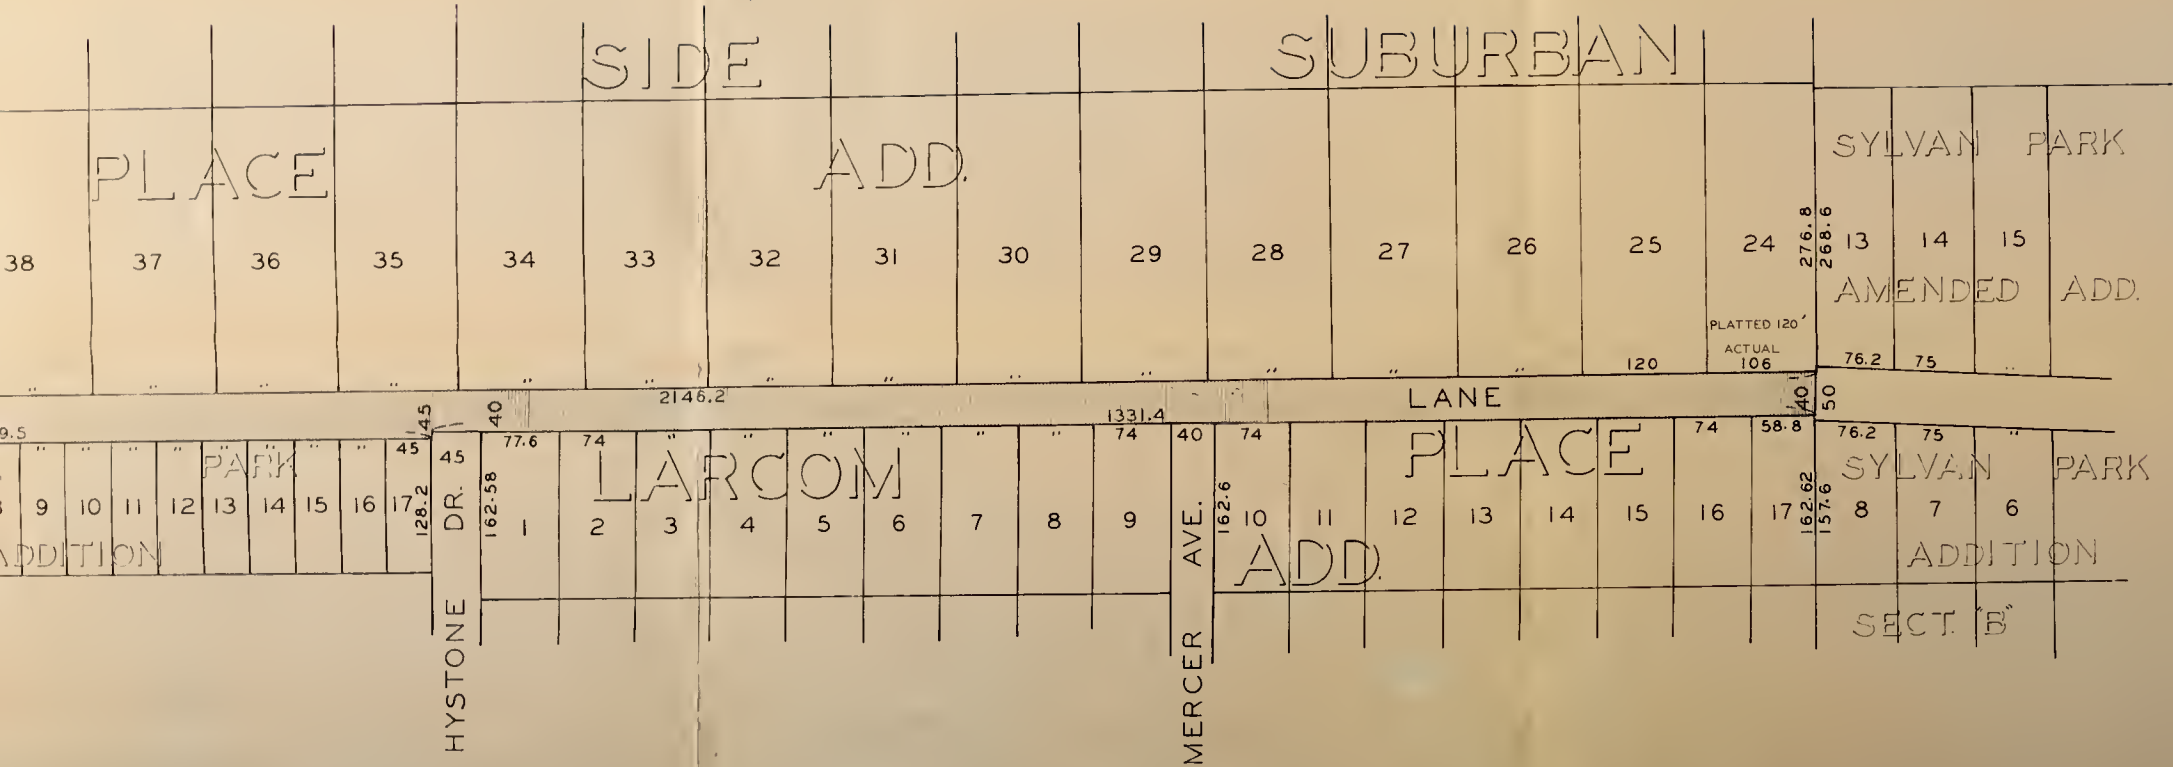 SIDE SUBURBAN
PLACE ADD.
SYLVAN PARK
38 37 36 35 34 33 32 31 30 29 28 27 26 25 24 276.8 268.6 13 14 15
AMENDED ADD.
PLATTED 120'
ACTUAL
" " " " " " " " " " " " " 120 106 76.2 75 "
2146.2 LANE
45 40 1331.4 40 50
9.5
" " " " " " " " 45 45 77.6 74 " " " " " " 74 40 74 74 58.8 76.2 75 "
PARK LARCOM PLACE SYLVAN PARK
9 10 11 12 13 14 15 16 17 128.2 162.58 1 2 3 4 5 6 7 8 9 162.6 10 11 12 13 14 15 16 17 162.62 157.6 8 7 6
ADDITION ADD. ADDITION
SECT. "B"
HYSTONE DR.
MERCER AVE.